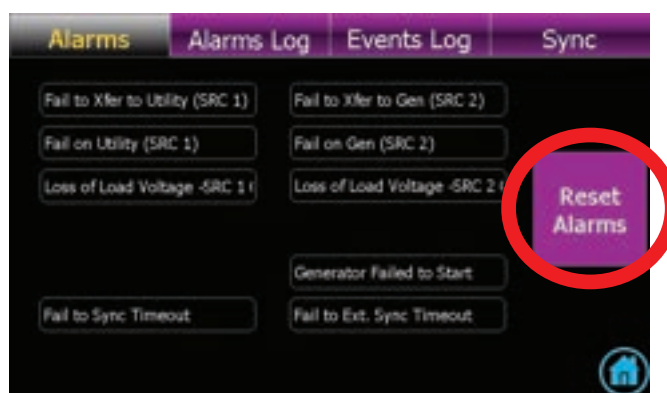 Alarms Alarms Log Events Log Sync
Fail to Xfer to Utility (SRC 1) Fail to Xfer to Gen (SRC 2)
Fail on Utility (SRC 1) Fail on Gen (SRC 2)
Loss of Load Voltage -SRC 1 ( Loss of Load Voltage -SRC 2 (
Reset
Alarms
Generator Failed to Start
Fail to Sync Timeout Fail to Ext. Sync Timeout